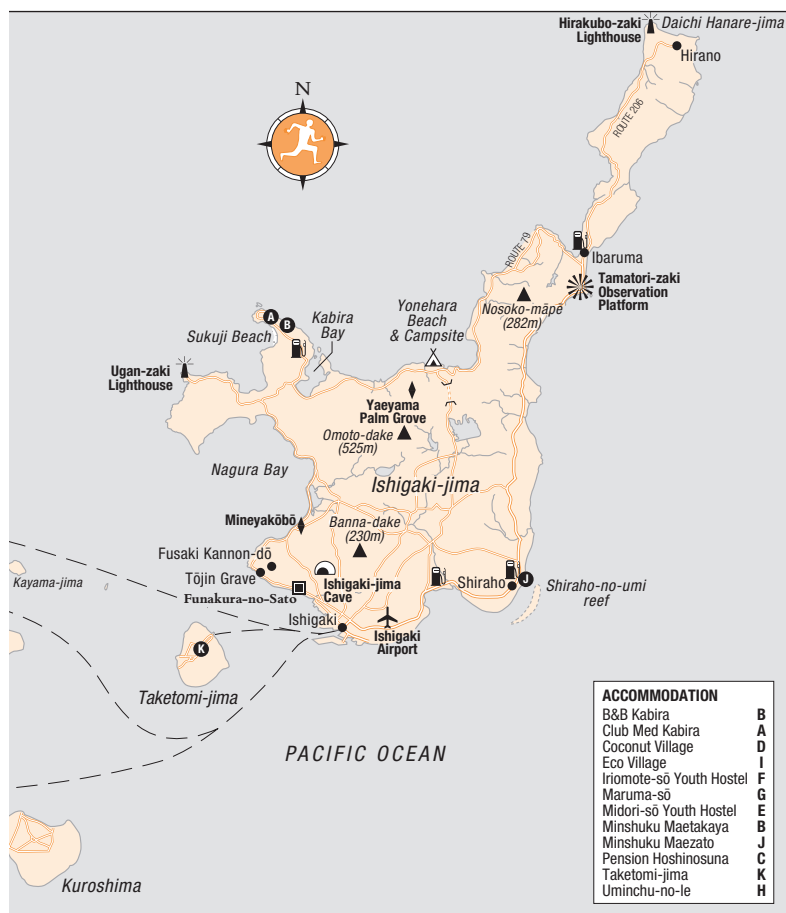 Hirakubo-zaki
Lighthouse
Daichi Hanare-jima
Hirano
N
ROUTE 206
ROUTE 79
Ibaruma
Tamatori-zaki
Observation
Platform
Nosoko-māpē
(282m)
Yonehara
Beach
& Campsite
A
B
Kabira
Bay
Sukuji Beach
Ugan-zaki
Lighthouse
Yaeyama
Palm Grove
Omoto-dake
(525m)
Nagura Bay
Ishigaki-jima
Mineyakōbō
Banna-dake
(230m)
Fusaki Kannon-dō
Kayama-jima
Tōjin Grave
Ishigaki-jima
Cave
Funakura-no-Sato
Shiraho
J
Shiraho-no-umi
reef
Ishigaki
Ishigaki
Airport
K
Taketomi-jima
PACIFIC OCEAN
Kuroshima
ACCOMMODATION
B&B Kabira B
Club Med Kabira A
Coconut Village D
Eco Village I
Iriomote-sō Youth Hostel F
Maruma-sō G
Midori-sō Youth Hostel E
Minshuku Maetakaya B
Minshuku Maezato J
Pension Hoshinosuna C
Taketomi-jima K
Uminchu-no-Ie H